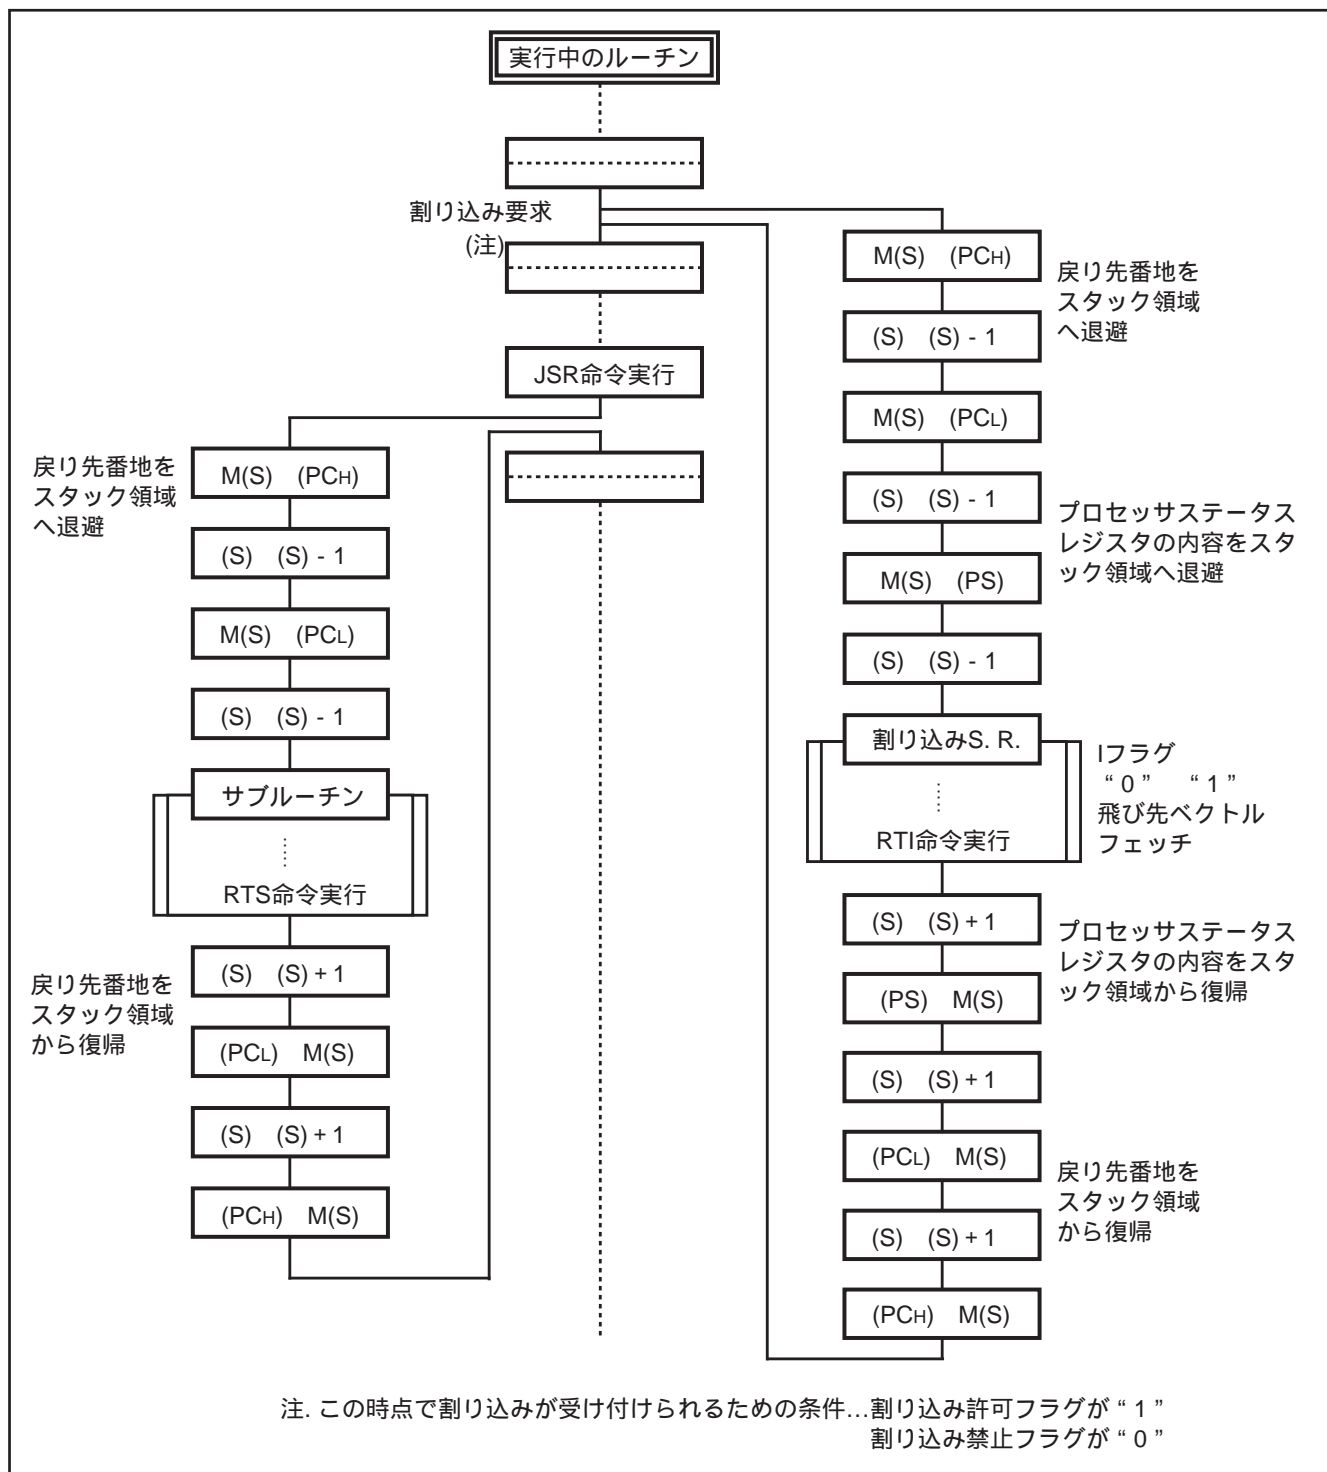 実行中のルーチン
割り込み要求
(注)
JSR命令実行
戻り先番地を
スタック領域
へ退避
M(S) (PCH)
(S) (S) - 1
M(S) (PCL)
(S) (S) - 1
サブルーチン
RTS命令実行
戻り先番地を
スタック領域
から復帰
(S) (S) + 1
(PCL) M(S)
(S) (S) + 1
(PCH) M(S)
M(S) (PCH)
戻り先番地を
スタック領域
へ退避
(S) (S) - 1
M(S) (PCL)
(S) (S) - 1
プロセッサステータス
レジスタの内容をスタ
ック領域へ退避
M(S) (PS)
(S) (S) - 1
割り込みS. R.
RTI命令実行
Iフラグ
“ 0 ” “ 1 ”
飛び先ベクトル
フェッチ
(S) (S) + 1
プロセッサステータス
レジスタの内容をスタ
ック領域から復帰
(PS) M(S)
(S) (S) + 1
(PCL) M(S)
戻り先番地を
スタック領域
から復帰
(S) (S) + 1
(PCH) M(S)
注. この時点で割り込みが受け付けられるための条件…割り込み許可フラグが “ 1 ”
割り込み禁止フラグが “ 0 ”